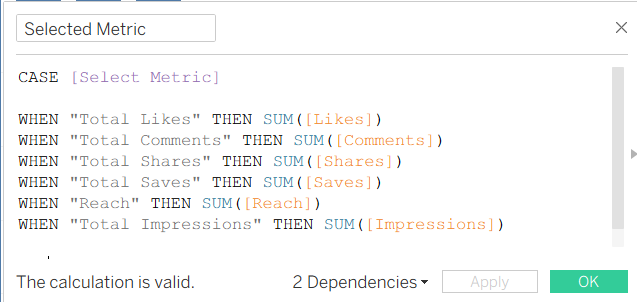 Selected Metric
CASE [Select Metric]
WHEN "Total Likes" THEN SUM([Likes])
WHEN "Total Comments" THEN SUM([Comments])
WHEN "Total Shares" THEN SUM([Shares])
WHEN "Total Saves" THEN SUM([Saves])
WHEN "Reach" THEN SUM([Reach])
WHEN "Total Impressions" THEN SUM([Impressions])
The calculation is valid.
2 Dependencies
Apply
OK